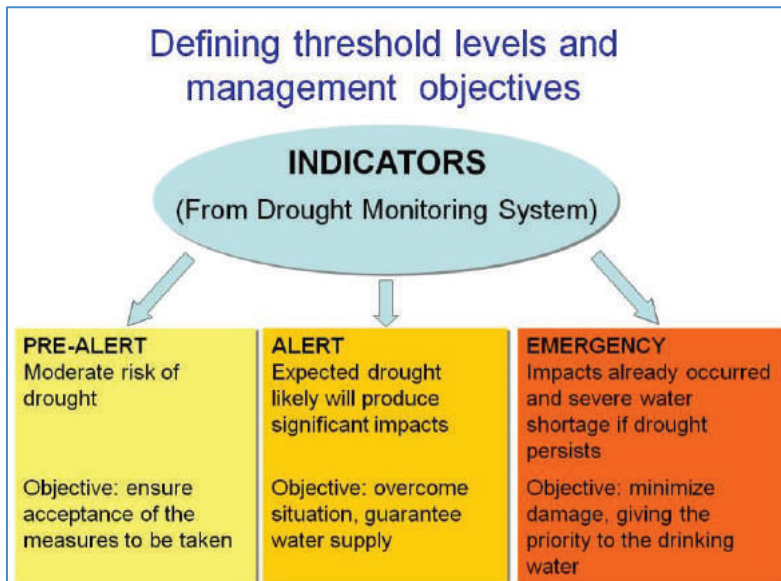 Defining threshold levels and
management objectives
INDICATORS
(From Drought Monitoring System)
PRE-ALERT
Moderate risk of
drought
Objective: ensure
acceptance of the
measures to be taken
ALERT
Expected drought
likely will produce
significant impacts
Objective: overcome
situation, guarantee
water supply
EMERGENCY
Impacts already occurred
and severe water
shortage if drought
persists
Objective: minimize
damage, giving the
priority to the drinking
water